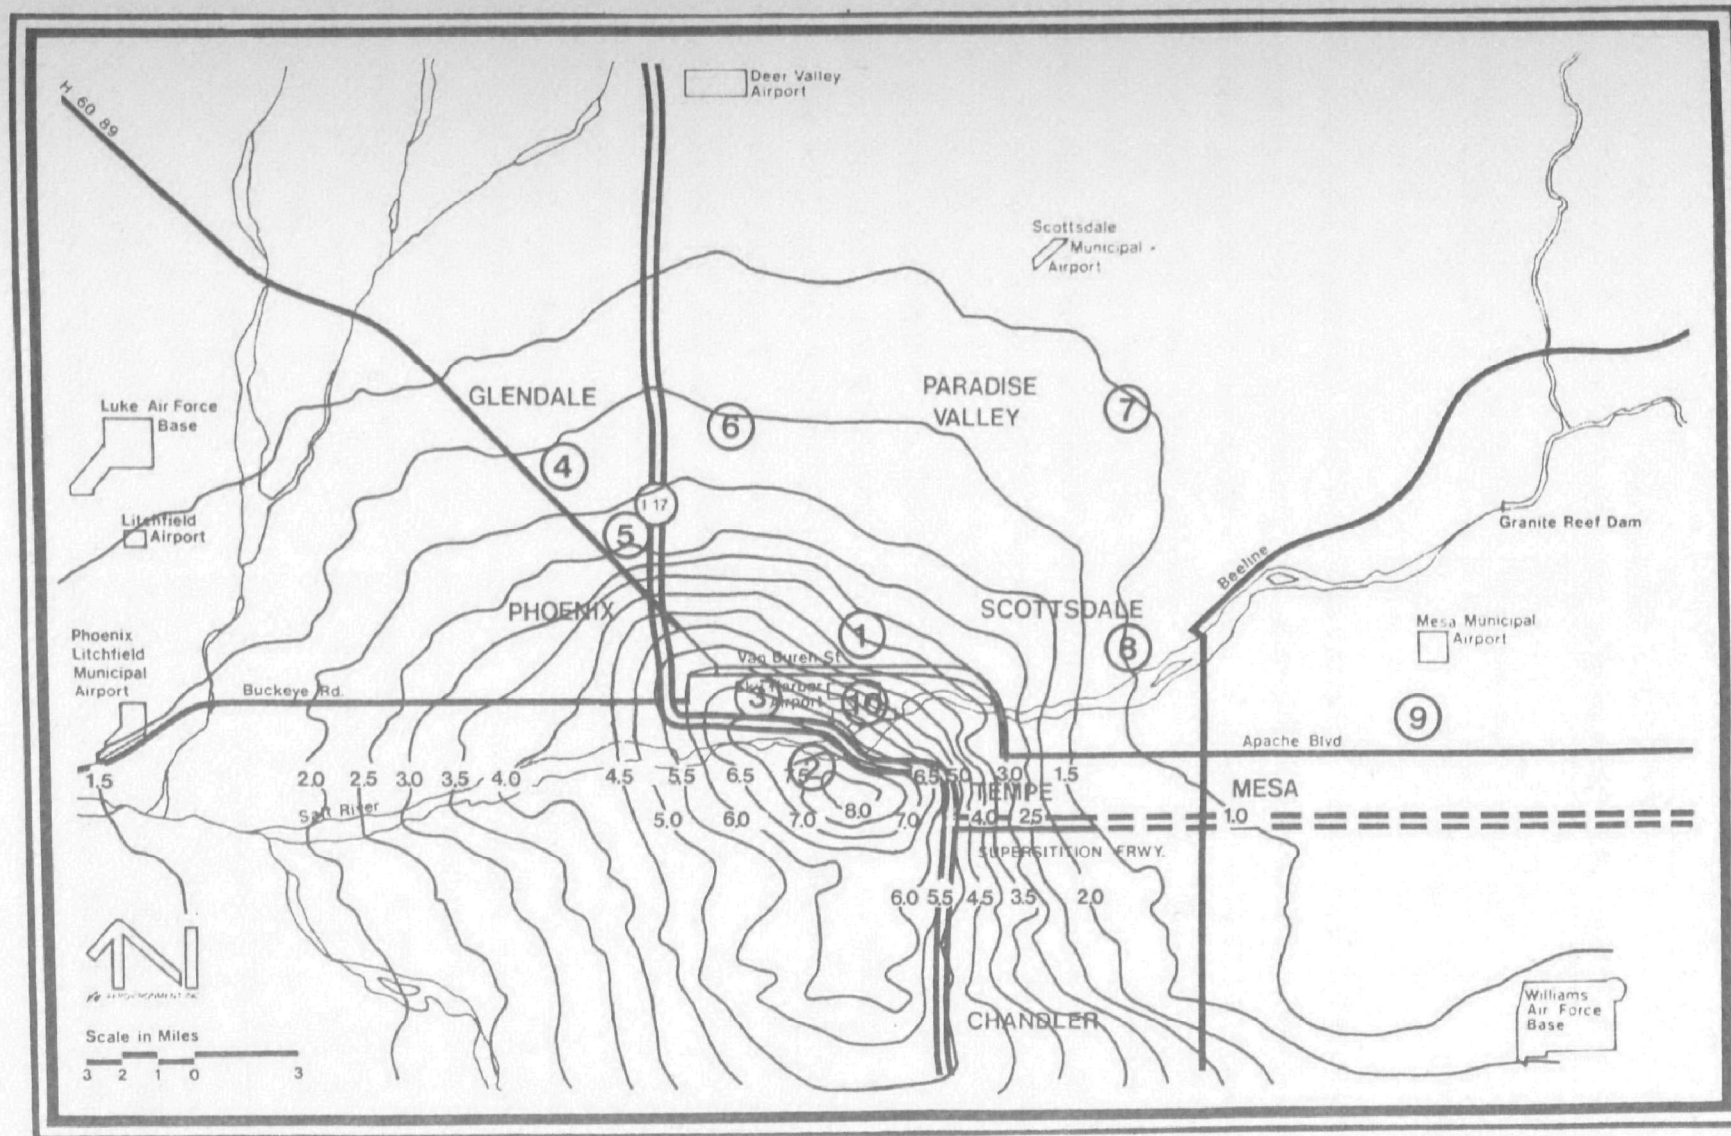 H 60 89
Deer Valley
Airport
Scottsdale
Municipal
Airport
GLENDALE
PARADISE
VALLEY
7
Luke Air Force
Base
6
4
I 17
5
Litchfield
Airport
Granite Reef Dam
Beeline
PHOENIX
SCOTTSDALE
1
8
Mesa Municipal
Airport
Phoenix
Litchfield
Municipal
Airport
Van Buren St
Buckeye Rd.
3
Sky Harbor
Airport
10
9
Apache Blvd
1.5 2.0 2.5 3.0 3.5 4.0 4.5 5.5 6.5 7.5 2 6.5 5.0 3.0 1.5
TEMPE
MESA
Salt River
5.0 6.0 7.0 8.0 7.0 4.0 2.5 1.0
SUPERSITITION FRWY.
6.0 5.5 4.5 3.5 2.0
CHANDLER
Williams
Air Force
Base
Scale in Miles
3 2 1 0 3